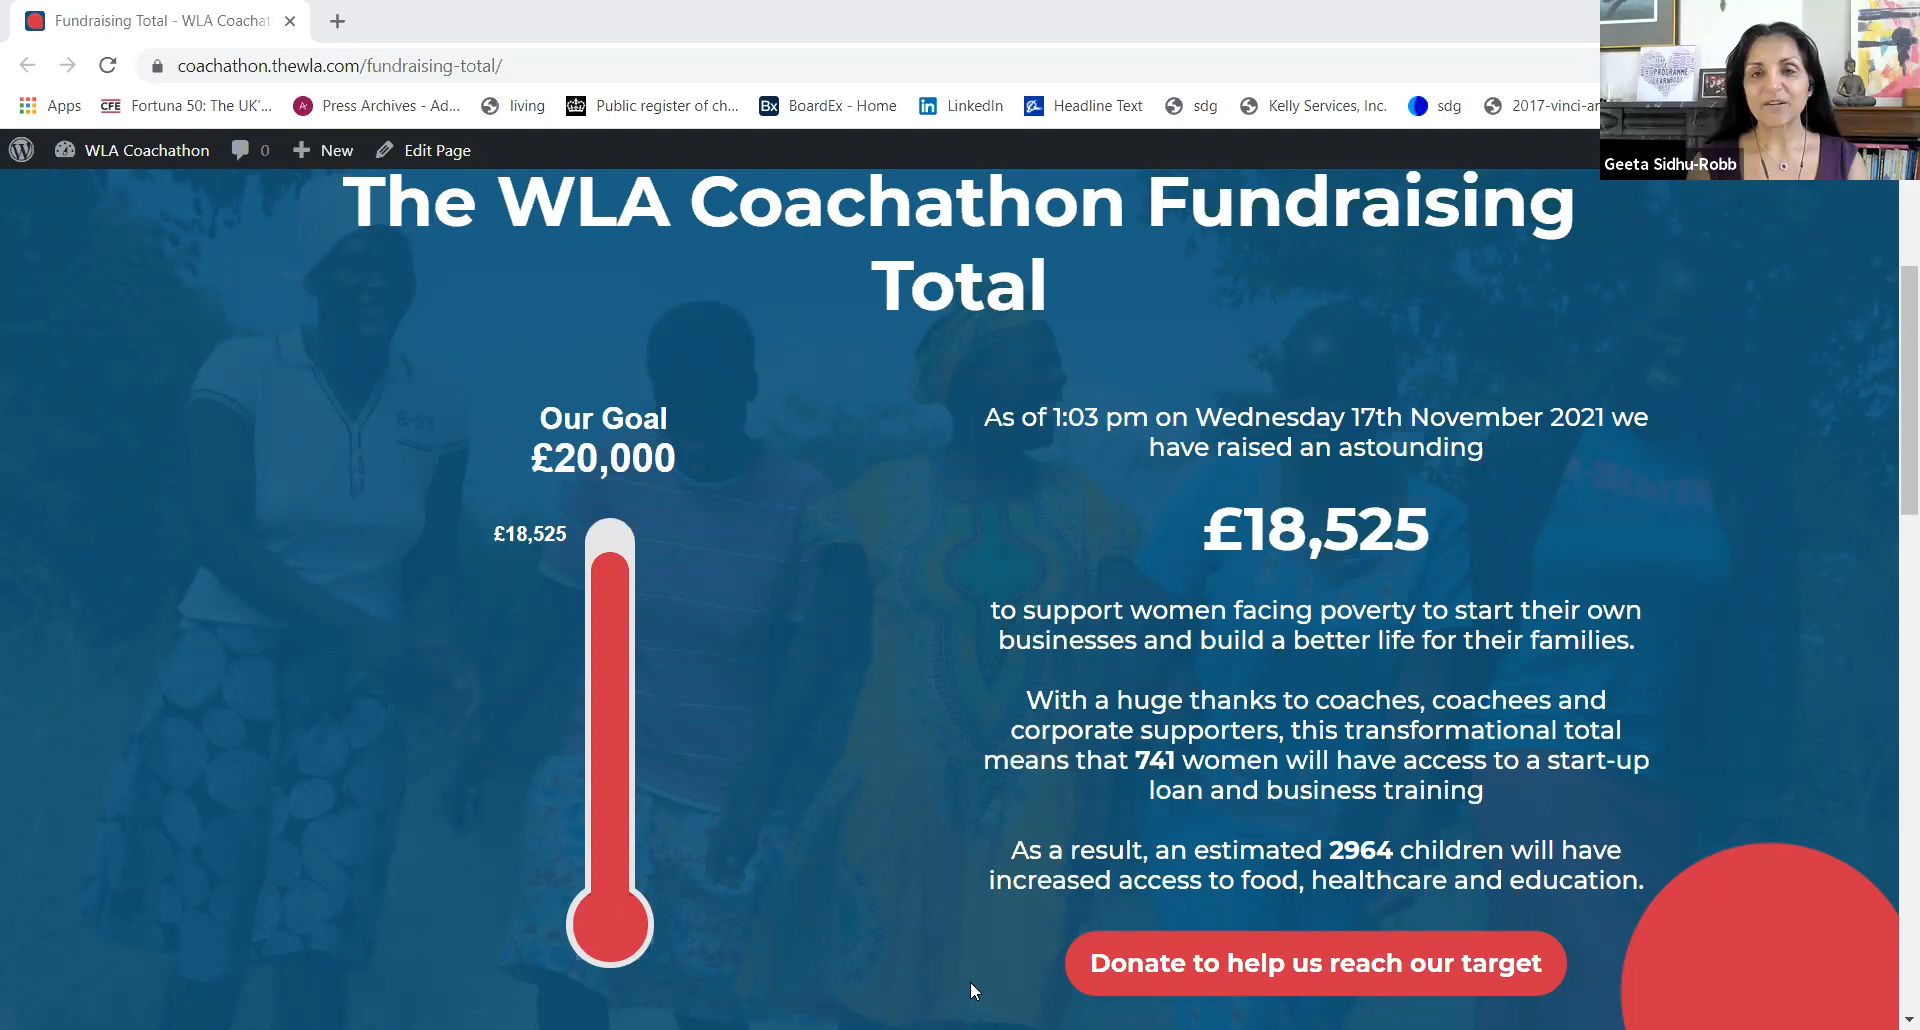 Fundraising Total - WLA Coachat
coachathon.thewla.com/fundraising-total/
Apps
CFE
Fortuna 50: The UK'...
Press Archives - Ad...
living
Public register of ch...
Bx
BoardEx - Home
in
LinkedIn
Headline Text
sdg
Kelly Services, Inc.
sdg
2017-vinci-ar
WLA Coachathon
0
New
Edit Page
PROGRAMME
Geeta Sidhu-Robb
The WLA Coachathon Fundraising
Total
Our Goal
£20,000
£18,525
As of 1:03 pm on Wednesday 17th November 2021 we
have raised an astounding
£18,525
to support women facing poverty to start their own
businesses and build a better life for their families.
With a huge thanks to coaches, coachees and
corporate supporters, this transformational total
means that 741 women will have access to a start-up
loan and business training
As a result, an estimated 2964 children will have
increased access to food, healthcare and education.
Donate to help us reach our target